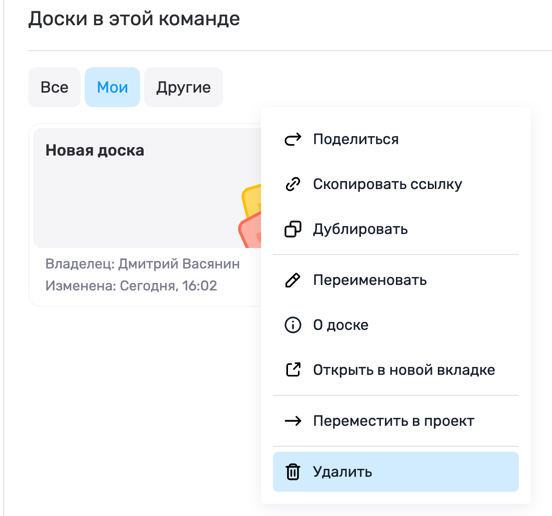 Доски в этой команде
Все Мои Другие
Новая доска
Владелец: Дмитрий Васянин
Изменена: Сегодня, 16:02
Поделиться
Скопировать ссылку
Дублировать
Переименовать
О доске
Открыть в новой вкладке
Переместить в проект
Удалить